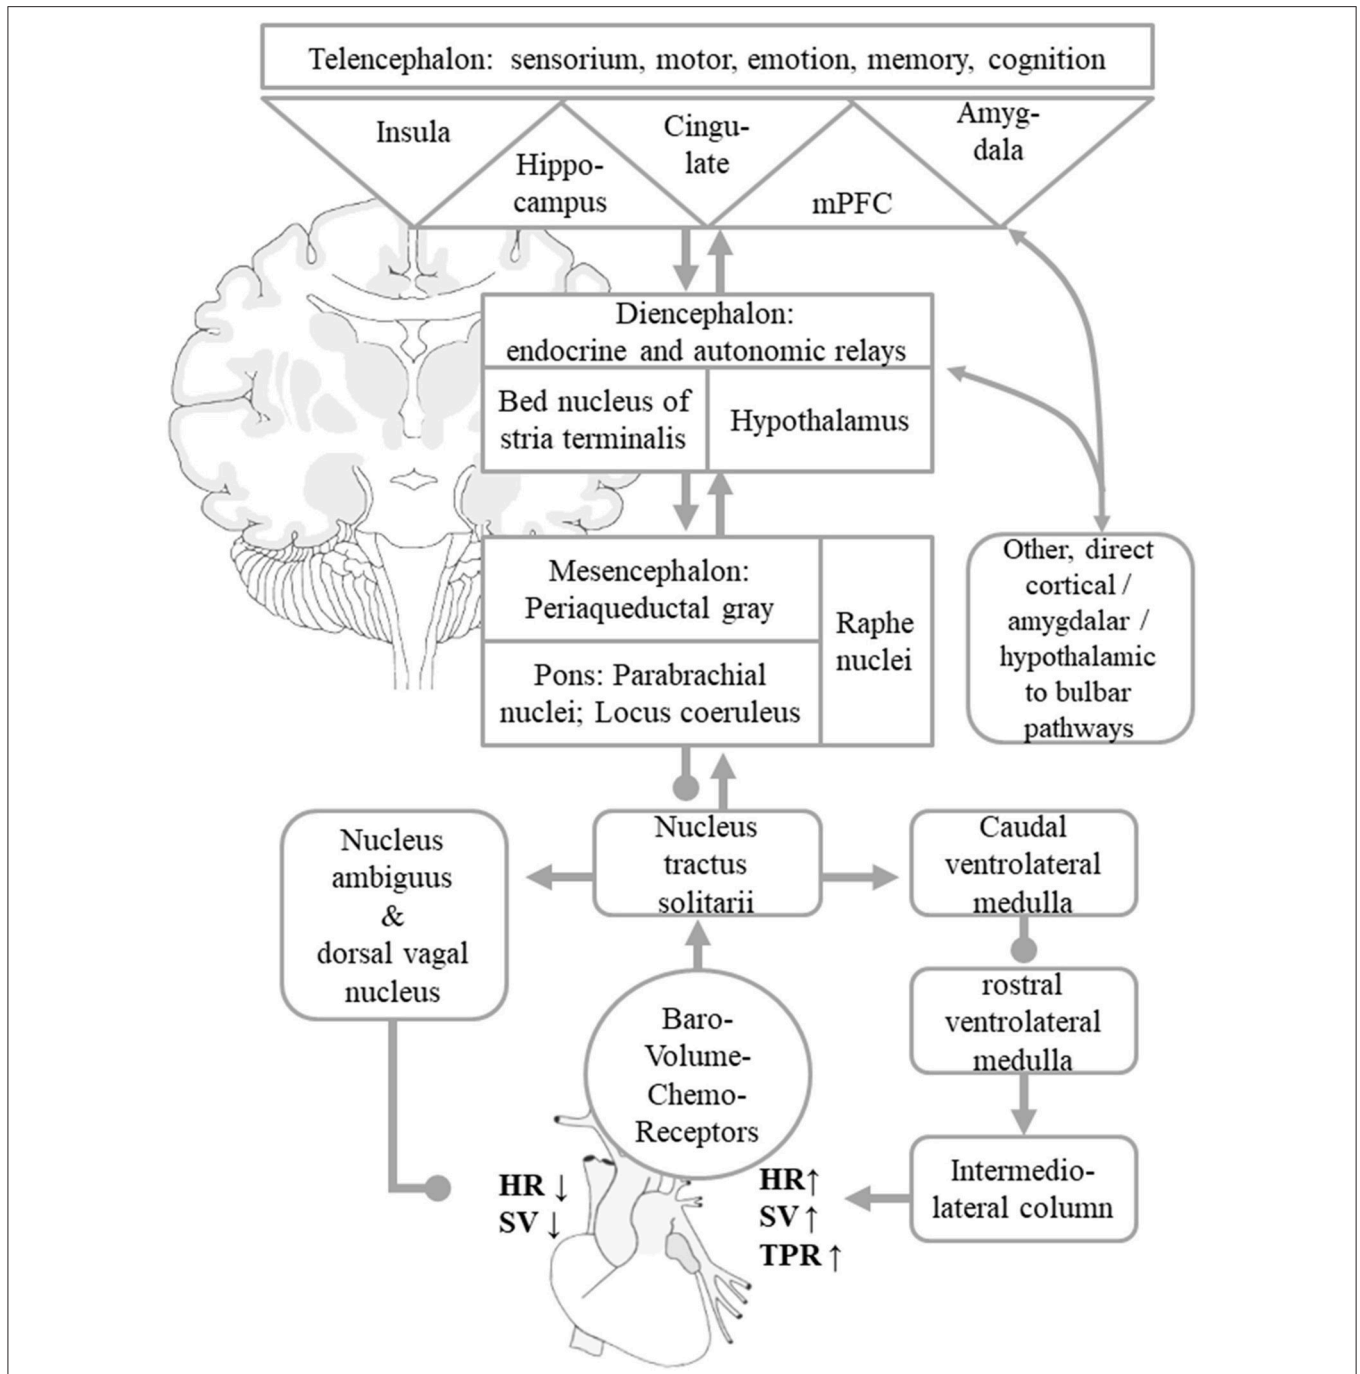 Telencephalon: sensorium, motor, emotion, memory, cognition
Insula
Cingu-
late
Amyg-
dala
Hippo-
campus
mPFC
Diencephalon:
endocrine and autonomic relays
Bed nucleus of
stria terminalis
Hypothalamus
Mesencephalon:
Periaqueductal gray
Raphe
nuclei
Pons: Parabrachial
nuclei; Locus coeruleus
Other, direct
cortical /
amygdalar /
hypothalamic
to bulbar
pathways
Nucleus
ambiguus
&
dorsal vagal
nucleus
Nucleus
tractus
solitarii
Caudal
ventrolateral
medulla
rostral
ventrolateral
medulla
Baro-
Volume-
Chemo-
Receptors
Intermedio-
lateral column
HR ↓
SV ↓
HR↑
SV ↑
TPR ↑